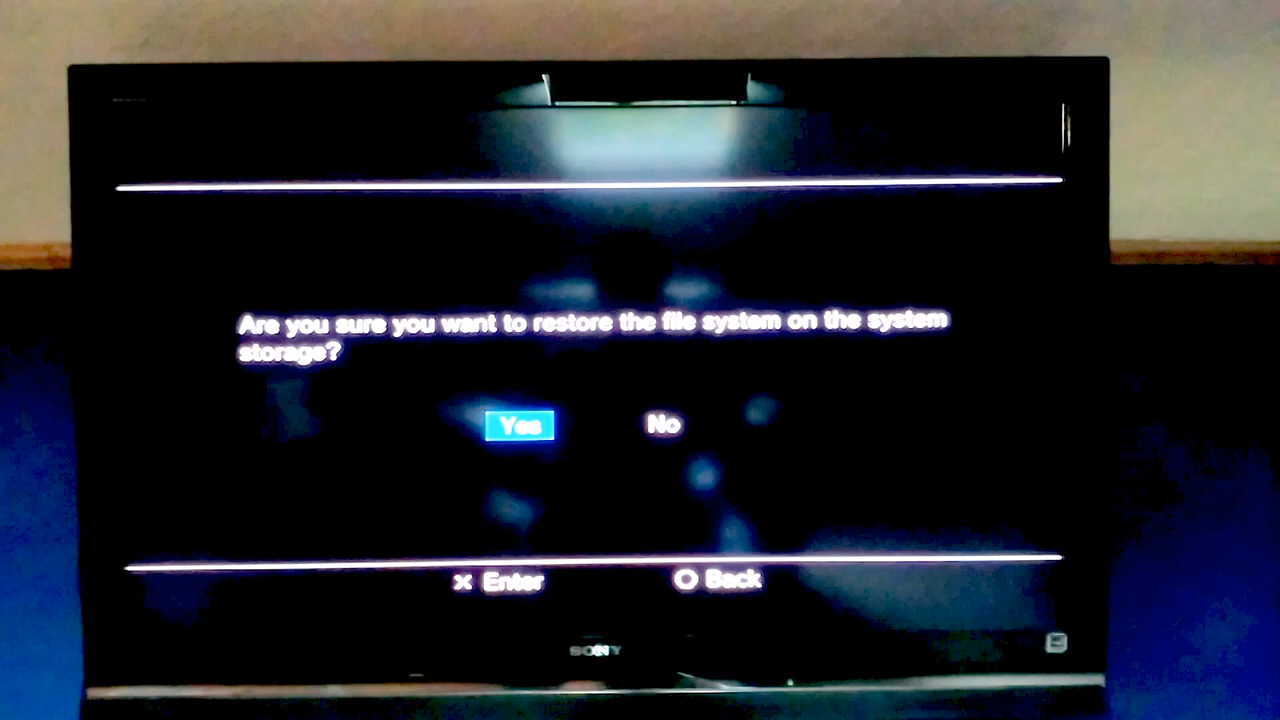 Are you sure you want to restore the file system on the system
storage?
Yes No
✕ Enter ○ Back
SONY